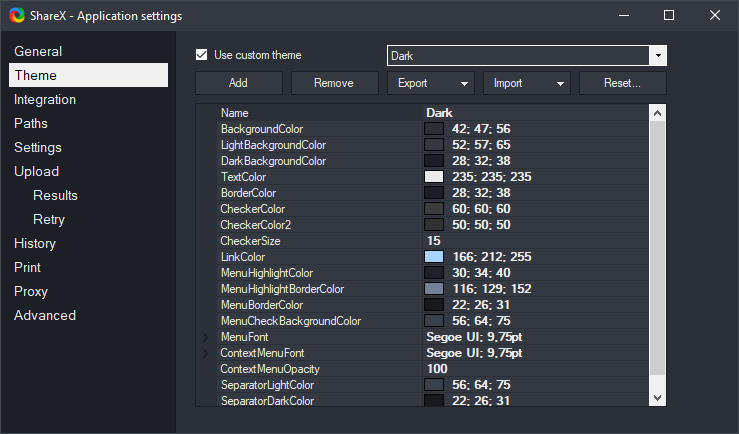 ShareX - Application settings
General
Theme
Integration
Paths
Settings
Upload
Results
Retry
History
Print
Proxy
Advanced
Use custom theme
Dark
Add
Remove
Export
Import
Reset...
Name Dark
BackgroundColor 42; 47; 56
LightBackgroundColor 52; 57; 65
DarkBackgroundColor 28; 32; 38
TextColor 235; 235; 235
BorderColor 28; 32; 38
CheckerColor 60; 60; 60
CheckerColor2 50; 50; 50
CheckerSize 15
LinkColor 166; 212; 255
MenuHighlightColor 30; 34; 40
MenuHighlightBorderColor 116; 129; 152
MenuBorderColor 22; 26; 31
MenuCheckBackgroundColor 56; 64; 75
MenuFont Segoe UI; 9,75pt
ContextMenuFont Segoe UI; 9,75pt
ContextMenuOpacity 100
SeparatorLightColor 56; 64; 75
SeparatorDarkColor 22; 26; 31